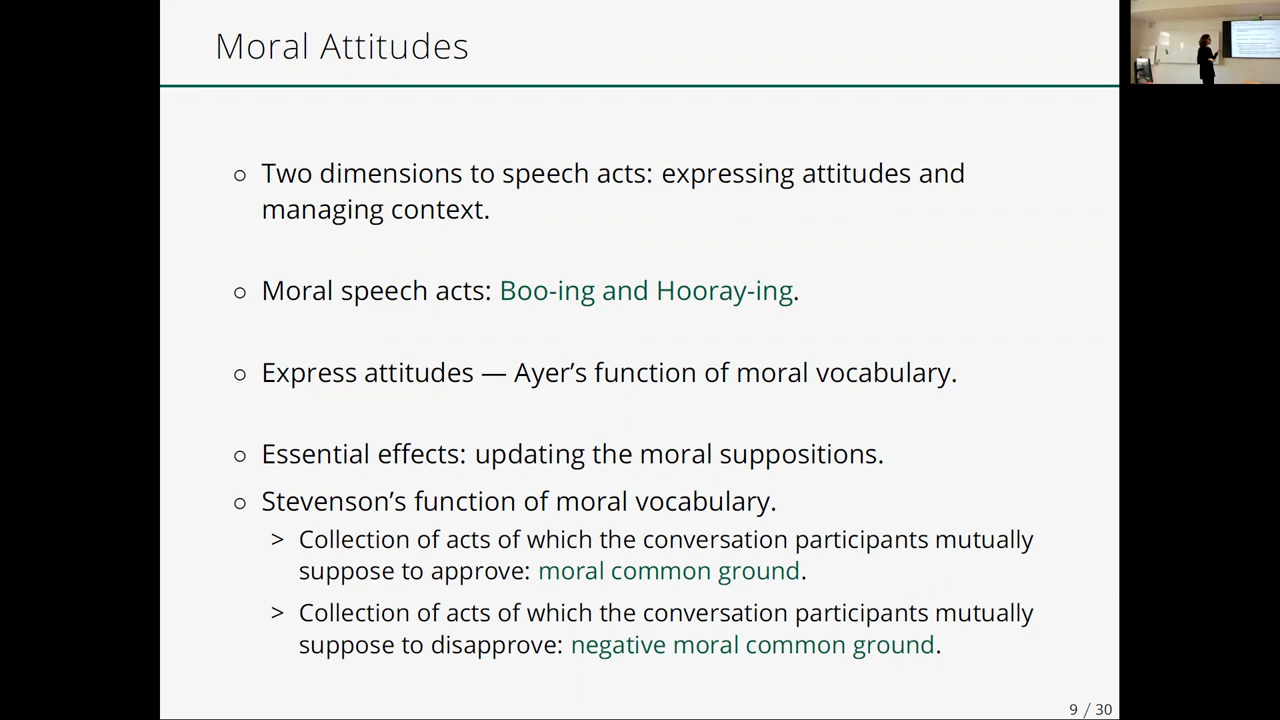 Moral Attitudes
○ Two dimensions to speech acts: expressing attitudes and
managing context.
○ Moral speech acts: Boo-ing and Hooray-ing.
○ Express attitudes — Ayer’s function of moral vocabulary.
○ Essential effects: updating the moral suppositions.
○ Stevenson’s function of moral vocabulary.
> Collection of acts of which the conversation participants mutually
suppose to approve: moral common ground.
> Collection of acts of which the conversation participants mutually
suppose to disapprove: negative moral common ground.
9 / 30